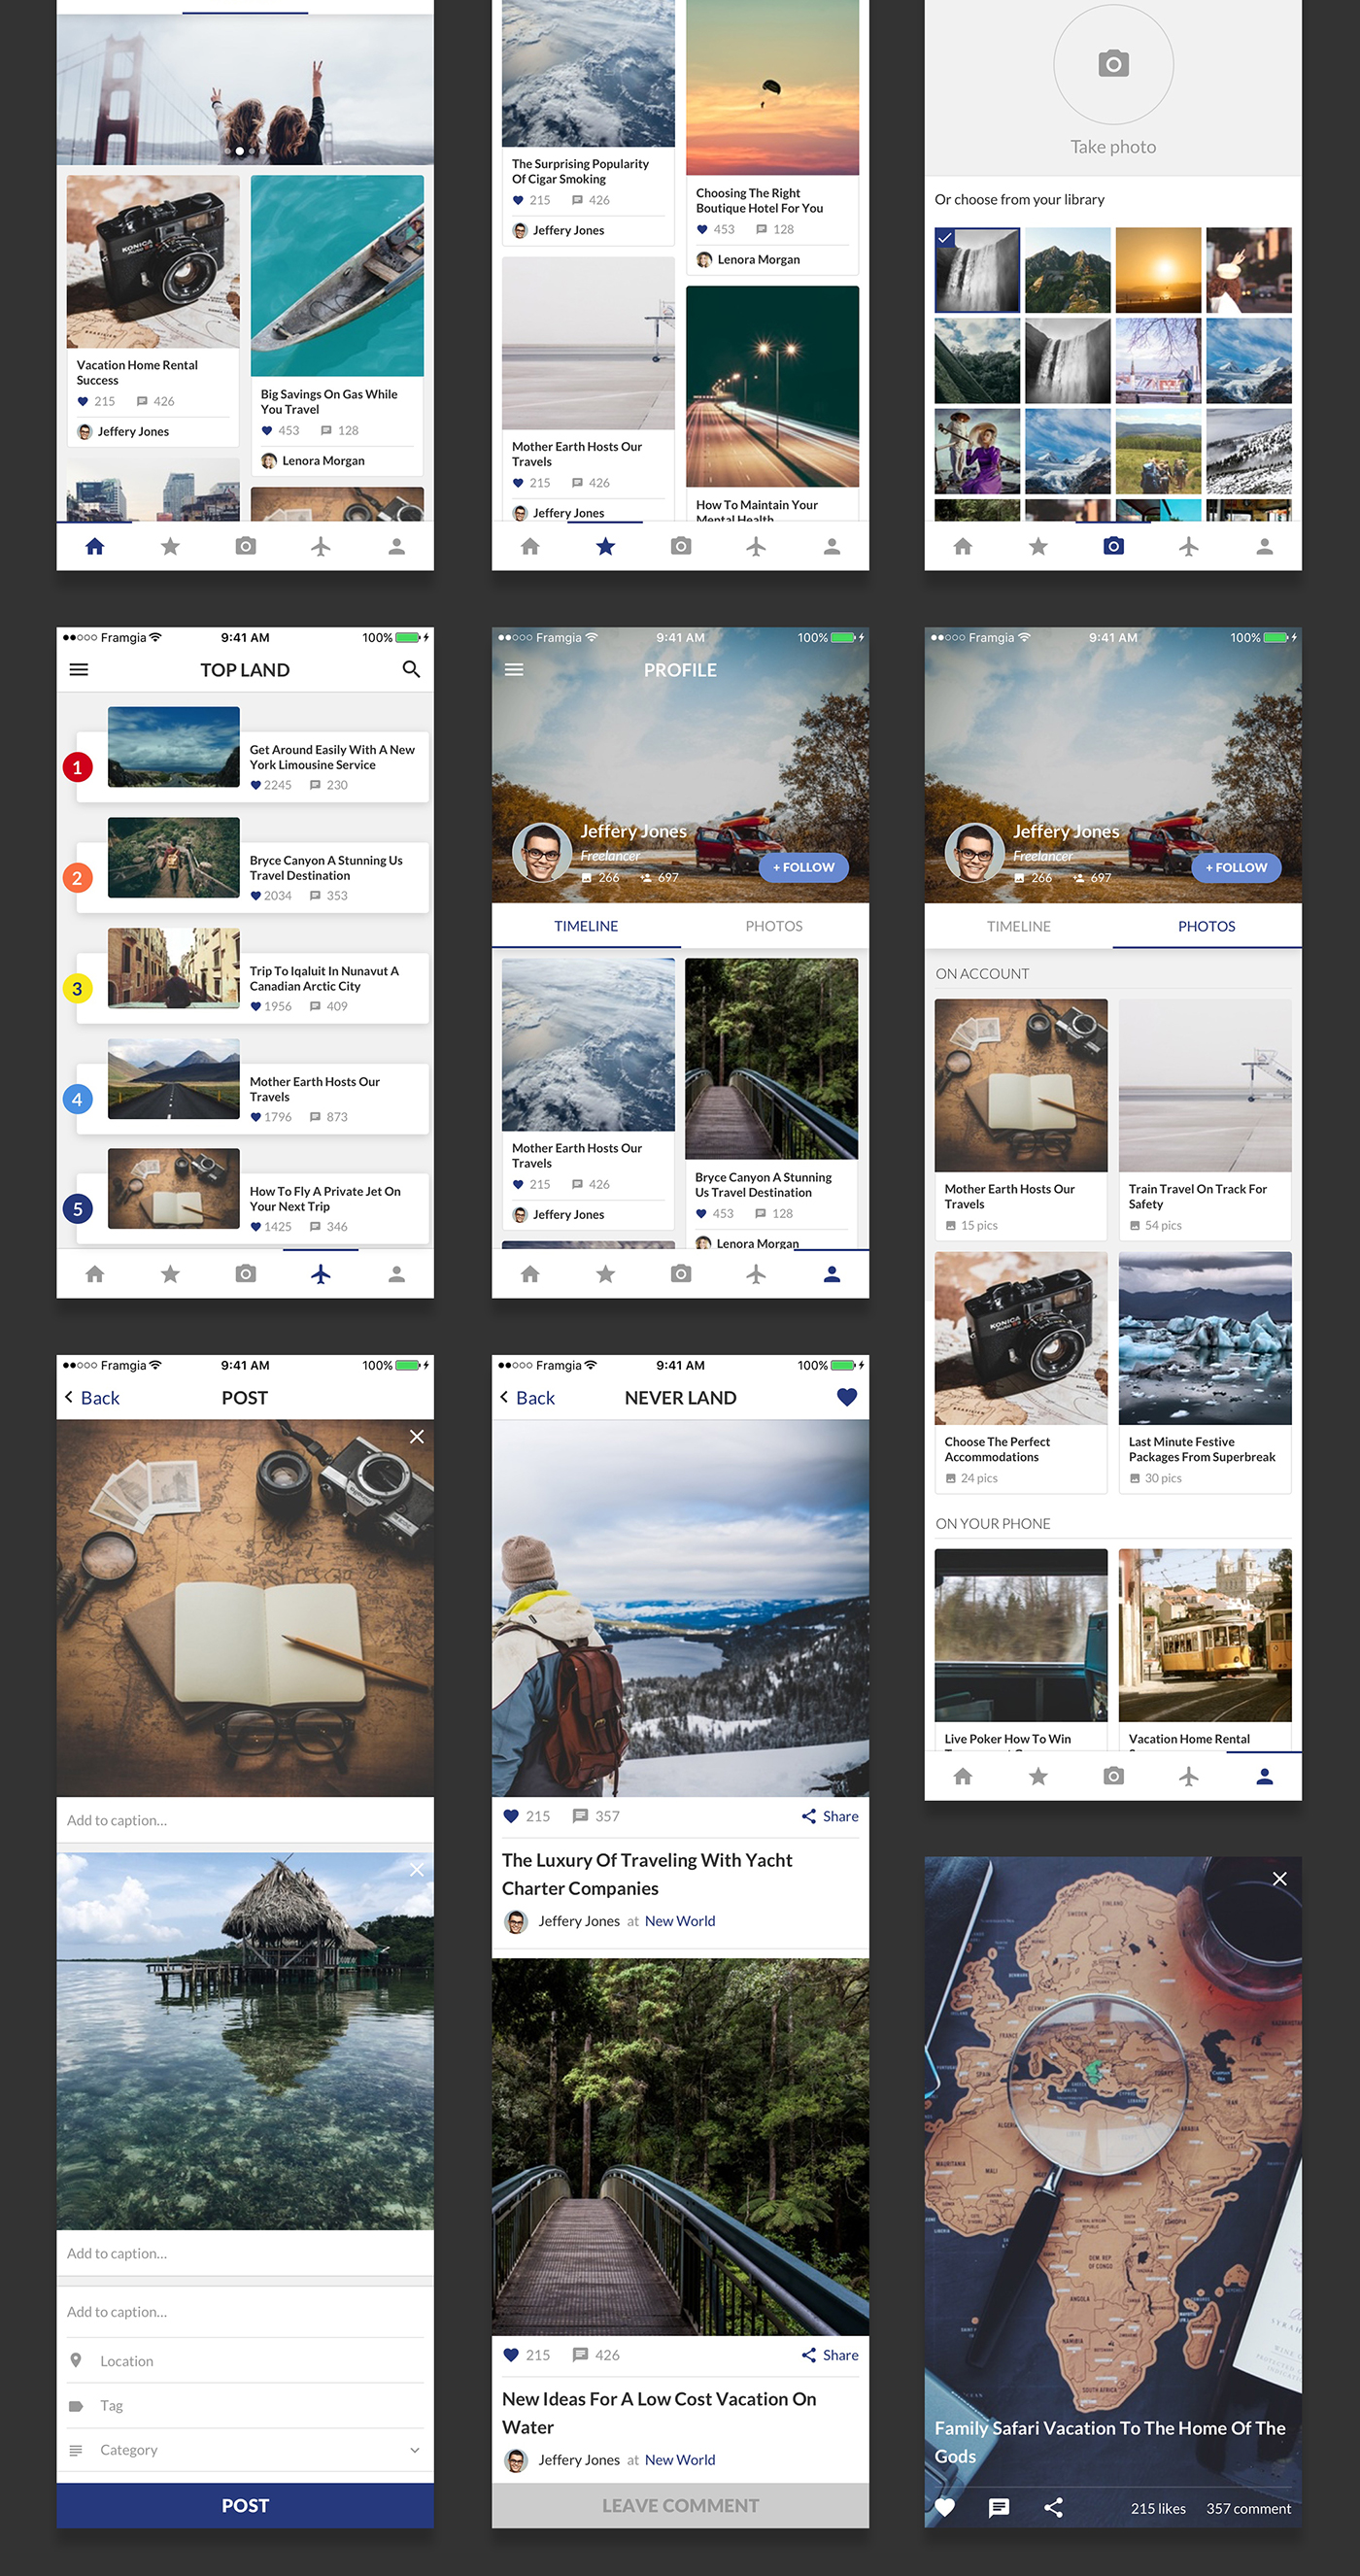 Vacation Home Rental
Success
215 426
Jeffery Jones
Big Savings On Gas While
You Travel
453 128
Lenora Morgan
The Surprising Popularity
Of Cigar Smoking
215 426
Jeffery Jones
Mother Earth Hosts Our
Travels
215 426
Jeffery Jones
Choosing The Right
Boutique Hotel For You
453 128
Lenora Morgan
How To Maintain Your
Mental Health
Take photo
Or choose from your library
Framgia 9:41 AM 100%
TOP LAND
1
Get Around Easily With A New
York Limousine Service
2245 230
2
Bryce Canyon A Stunning Us
Travel Destination
2034 353
3
Trip To Iqaluit In Nunavut A
Canadian Arctic City
1956 409
4
Mother Earth Hosts Our
Travels
1796 873
5
How To Fly A Private Jet On
Your Next Trip
1425 346
Framgia 9:41 AM 100%
PROFILE
Jeffery Jones
Freelancer
266 697
+ FOLLOW
TIMELINE PHOTOS
Mother Earth Hosts Our
Travels
215 426
Jeffery Jones
Bryce Canyon A Stunning
Us Travel Destination
453 128
Lenora Morgan
Framgia 9:41 AM 100%
Jeffery Jones
Freelancer
266 697
+ FOLLOW
TIMELINE PHOTOS
ON ACCOUNT
Mother Earth Hosts Our
Travels
15 pics
Train Travel On Track For
Safety
54 pics
KONICA
Choose The Perfect
Accommodations
24 pics
Last Minute Festive
Packages From Superbreak
30 pics
ON YOUR PHONE
Live Poker How To Win
Vacation Home Rental
Framgia 9:41 AM 100%
Back POST
Add to caption...
Add to caption...
Add to caption...
Location
Tag
Category
POST
Framgia 9:41 AM 100%
Back NEVER LAND
215 357 Share
The Luxury Of Traveling With Yacht
Charter Companies
Jeffery Jones at New World
215 426 Share
New Ideas For A Low Cost Vacation On
Water
Jeffery Jones at New World
LEAVE COMMENT
Family Safari Vacation To The Home Of The
Gods
215 likes 357 comment